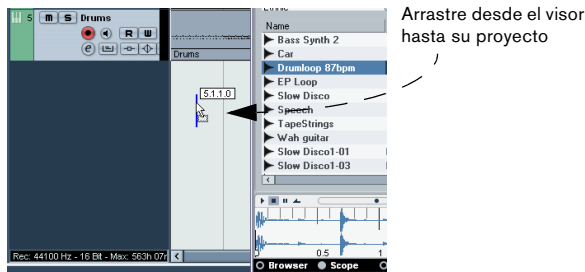 5 M S Drums
R W
e
Drums
5.1.1.0
Rec: 44100 Hz - 16 Bit - Max: 563h 07r
Name
Bass Synth 2
Car
Drumloop 87bpm
EP Loop
Slow Disco
Speech
TapeStrings
Wah guitar
Slow Disco1-01
Slow Disco1-03
0.5 1
Browser Scope
Arrastre desde el visor
hasta su proyecto